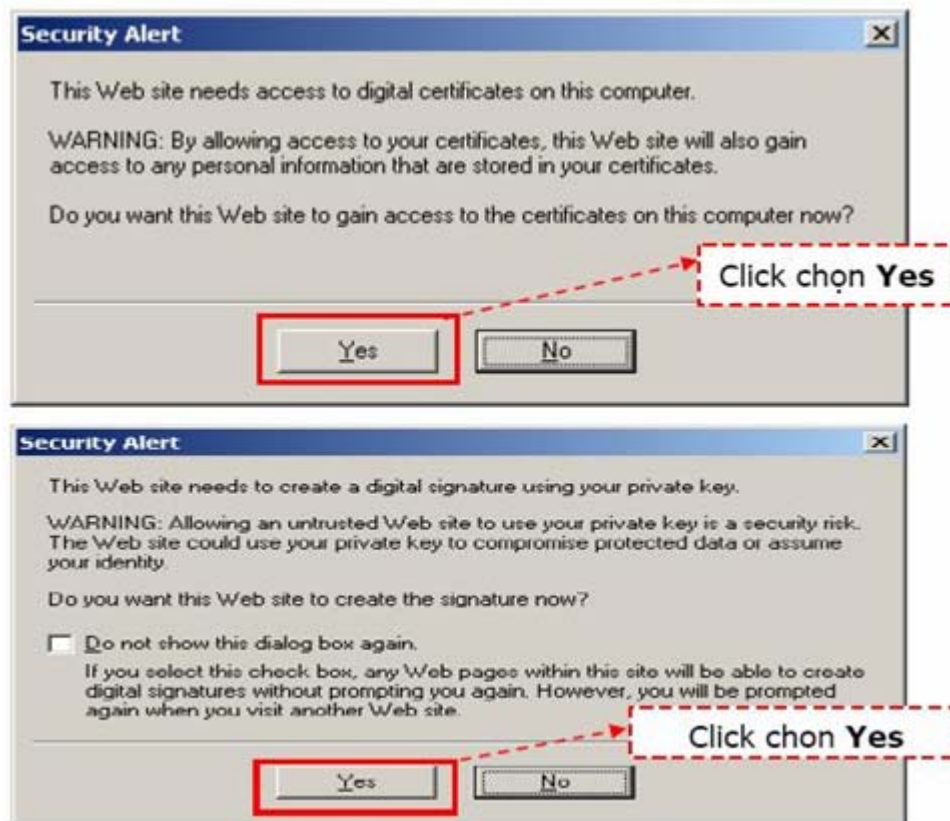 Security Alert
This Web site needs access to digital certificates on this computer.
WARNING: By allowing access to your certificates, this Web site will also gain
access to any personal information that are stored in your certificates.
Do you want this Web site to gain access to the certificates on this computer now?
Click chọn Yes
Yes
No
Security Alert
This Web site needs to create a digital signature using your private key.
WARNING: Allowing an untrusted Web site to use your private key is a security risk.
The Web site could use your private key to compromise protected data or assume
your identity.
Do you want this Web site to create the signature now?
Do not show this dialog box again.
If you select this check box, any Web pages within this site will be able to create
digital signatures without prompting you again. However, you will be prompted
again when you visit another Web site.
Click chon Yes
Yes
No